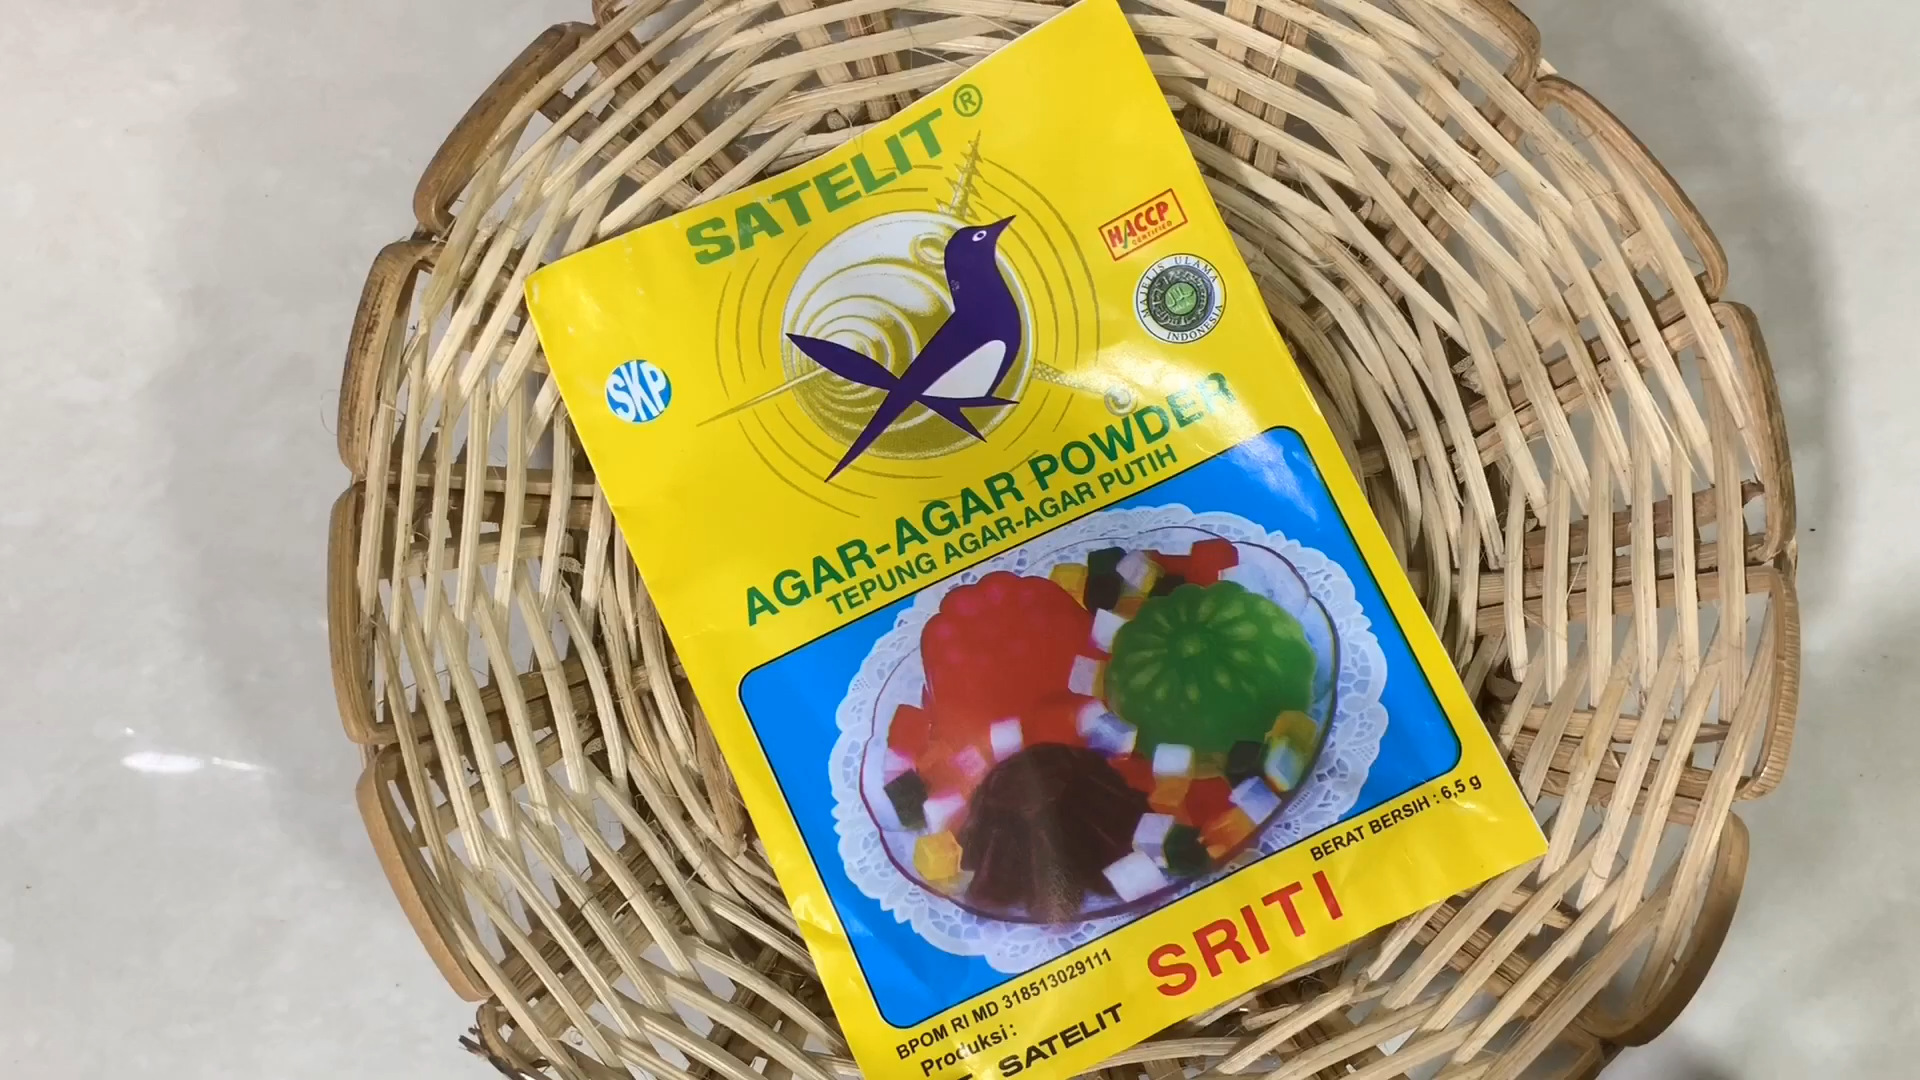 SATELIT ®
HACCP
CERTIFIED
MAJELIS ULAMA
INDONESIA
SKP
AGAR-AGAR POWDER
TEPUNG AGAR-AGAR PUTIH
BERAT BERSIH : 6,5 g
SRITI
BPOM RI MD 318513029111
Produksi :
SATELIT